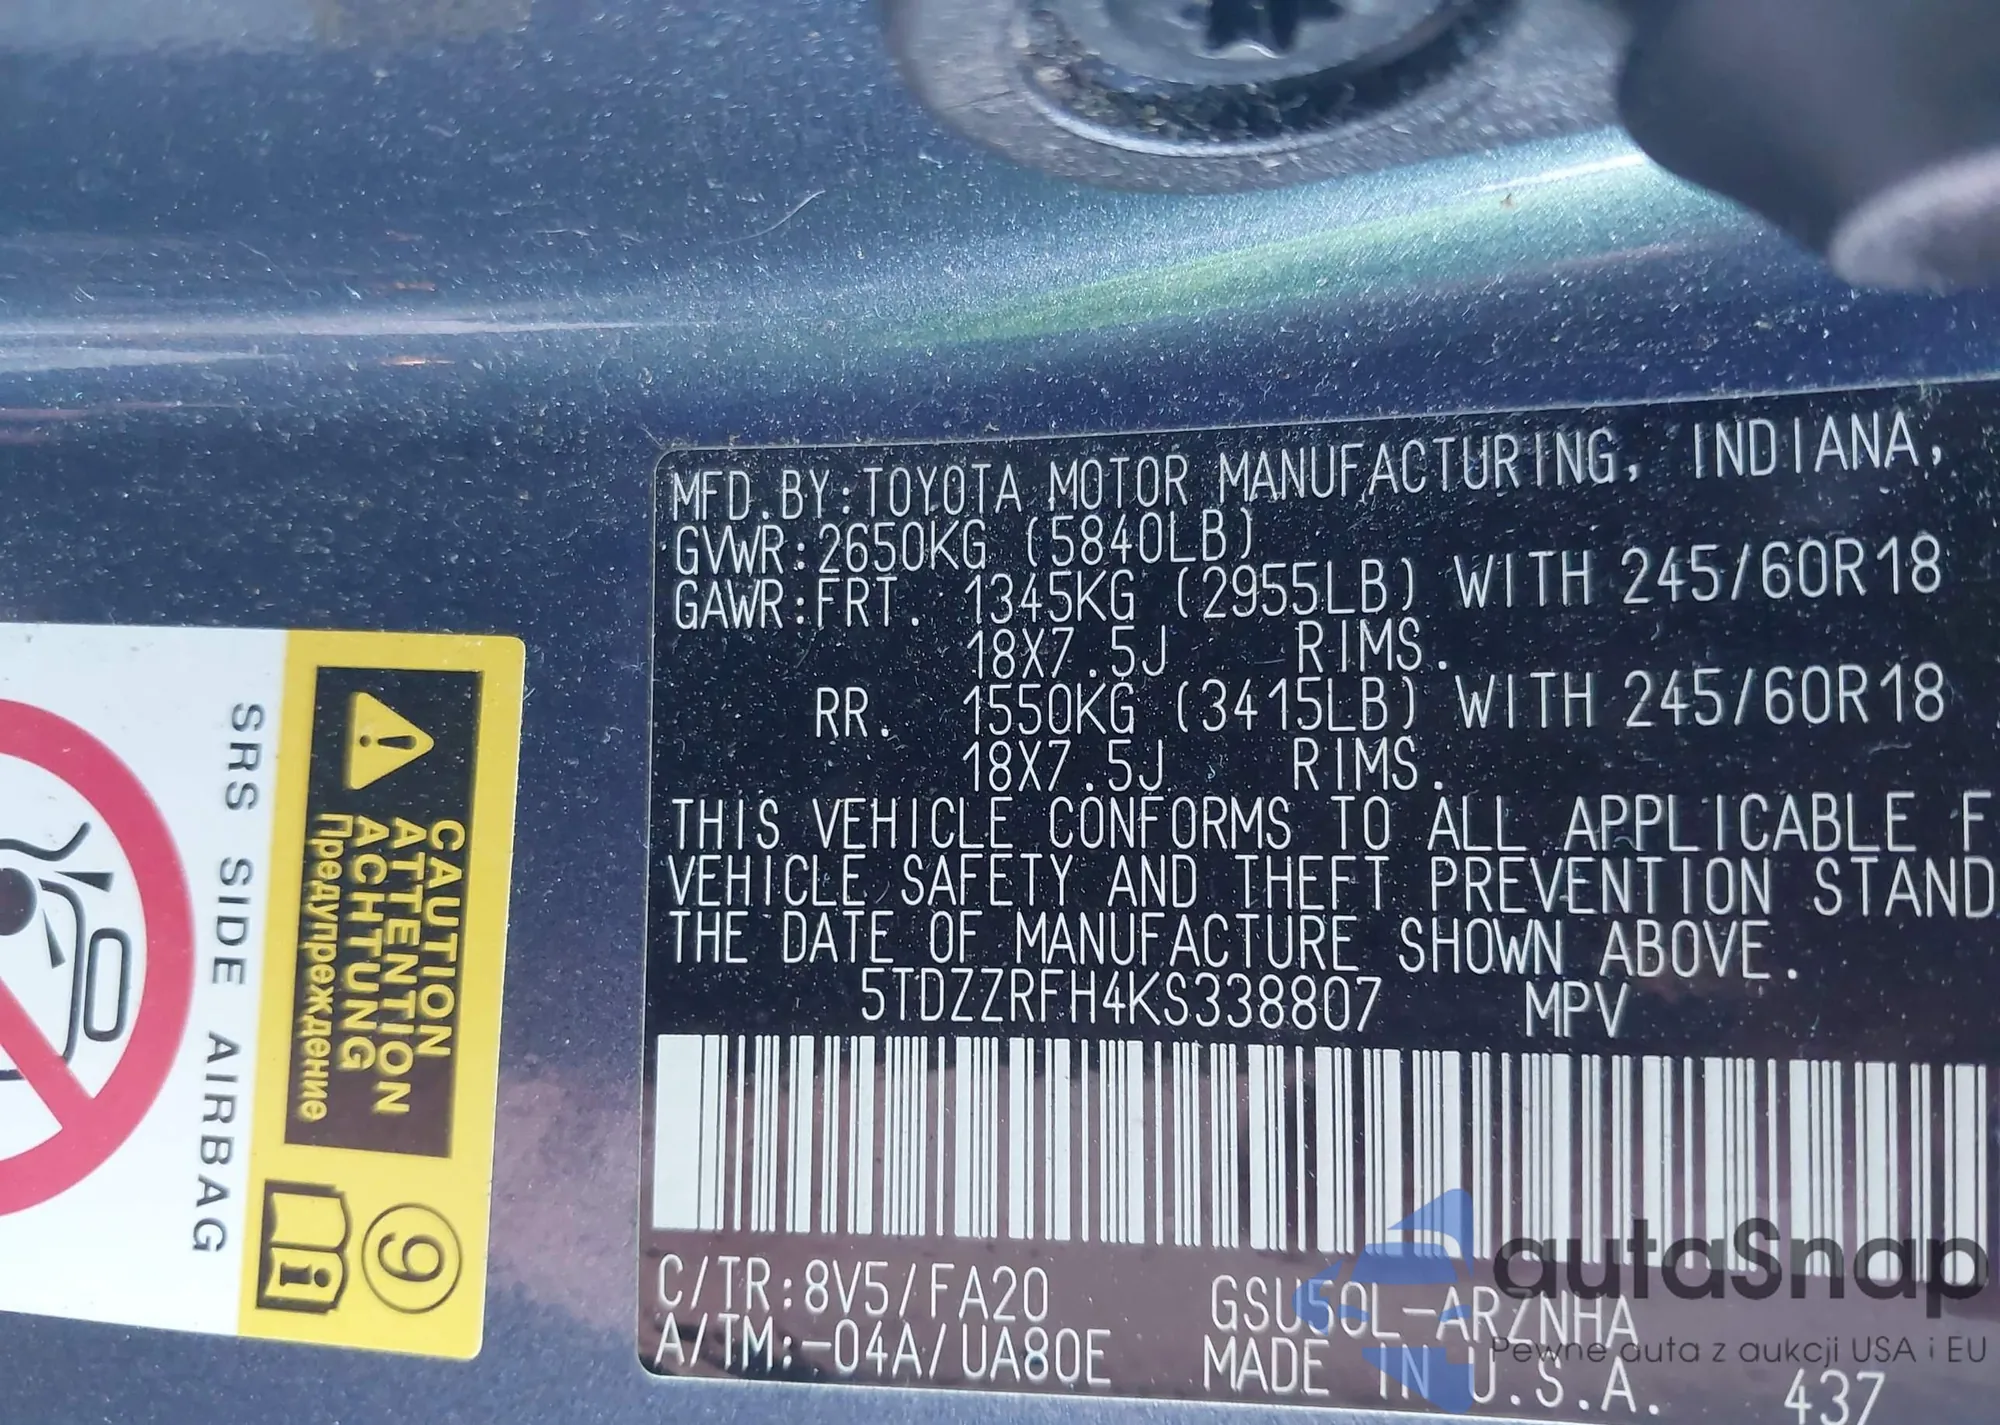 MFD.BY:TOYOTA MOTOR MANUFACTURING, INDIANA,
GVWR:2650KG (5840LB)
GAWR:FRT. 1345KG (2955LB) WITH 245/60R18
18X7.5J RIMS.
RR. 1550KG (3415LB) WITH 245/60R18
18X7.5J RIMS.
THIS VEHICLE CONFORMS TO ALL APPLICABLE F
VEHICLE SAFETY AND THEFT PREVENTION STAND
THE DATE OF MANUFACTURE SHOWN ABOVE.
5TDZZRFH4KS338807 MPV
C/TR:8V5/FA20 GSU50L-ARZNHA
A/TM:-04A/UA80E MADE IN U.S.A. 437
CAUTION
ATTENTION
ACHTUNG
Предупреждение
SRS SIDE AIRBAG
9
autaSnap
Pewne auta z aukcji USA i EU